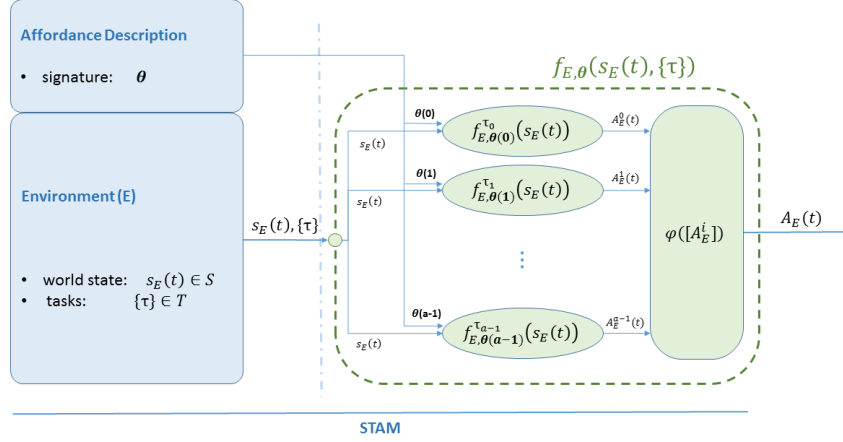 Affordance Description
• signature: θ
Environment (E)
• world state: s_E(t) ∈ S
• tasks: {τ} ∈ T
s_E(t), {τ}
f_{E,θ}(s_E(t), {τ})
θ(0)
s_E(t)
f^{τ_0}_{E,θ(0)}(s_E(t))
A^0_E(t)
θ(1)
s_E(t)
f^{τ_1}_{E,θ(1)}(s_E(t))
A^1_E(t)
⋮
θ(a-1)
s_E(t)
f^{τ_{a-1}}_{E,θ(a-1)}(s_E(t))
A^{a-1}_E(t)
φ([A^i_E])
A_E(t)
STAM